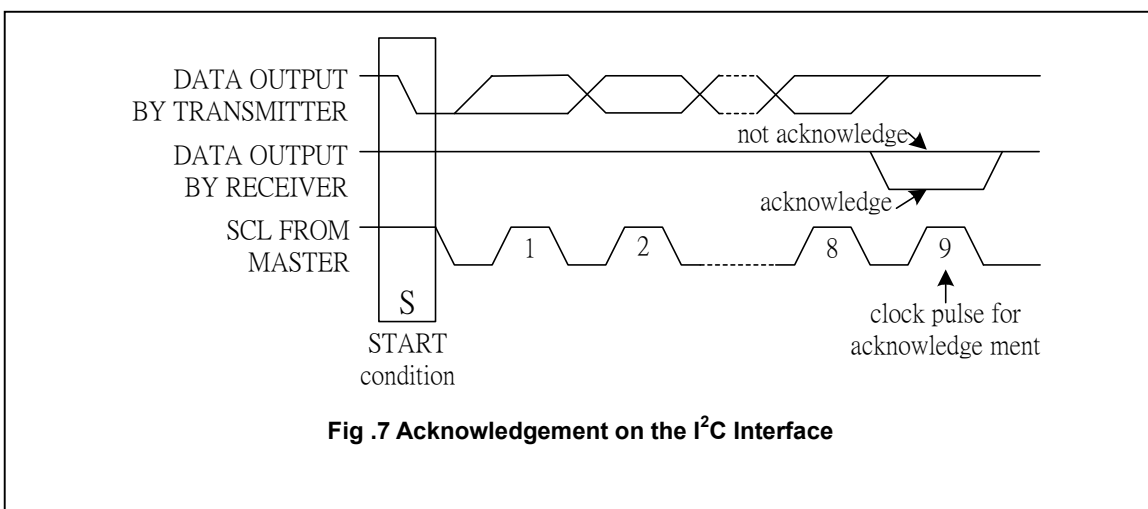 DATA OUTPUT
BY TRANSMITTER
not acknowledge
DATA OUTPUT
BY RECEIVER
acknowledge
SCL FROM
MASTER
1
2
8
9
S
START
condition
clock pulse for
acknowledge ment
Fig .7 Acknowledgement on the I²C Interface